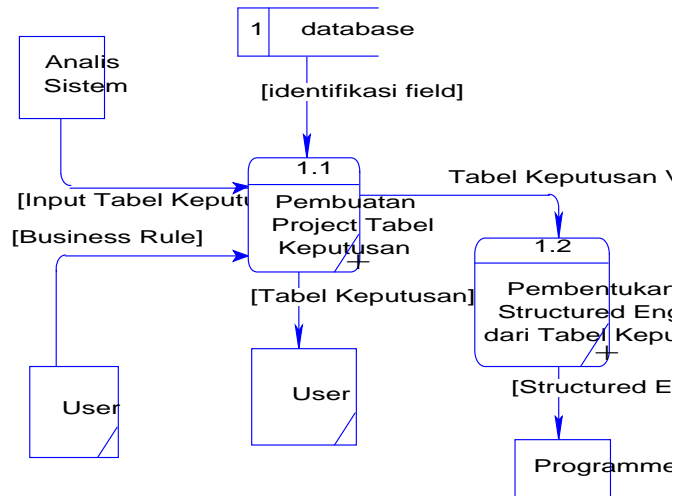 1 database
Analis
Sistem
[identifikasi field]
1.1
Tabel Keputusan V
[Input Tabel Keputu
Pembuatan
Project Tabel
Keputusan
[Business Rule]
1.2
[Tabel Keputusan]
Pembentukan
Structured Eng
dari Tabel Kepu
User
User
[Structured E
Programme